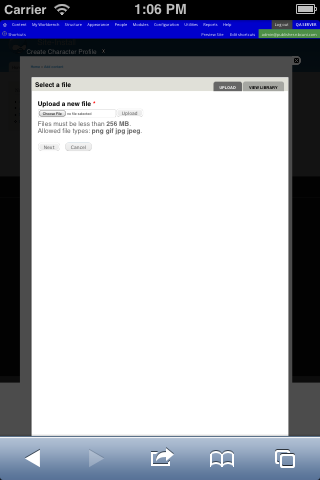 Carrier 1:06 PM
Content My Workbench Structure Appearance People Modules Configuration Utilities Reports Help Log out QA SERVER
Shortcuts Preview Site Edit shortcuts
Create Character Profile X
Select a file UPLOAD VIEW LIBRARY
Upload a new file *
Choose File no file selected Upload
Files must be less than 256 MB.
Allowed file types: png gif jpg jpeg.
Next Cancel